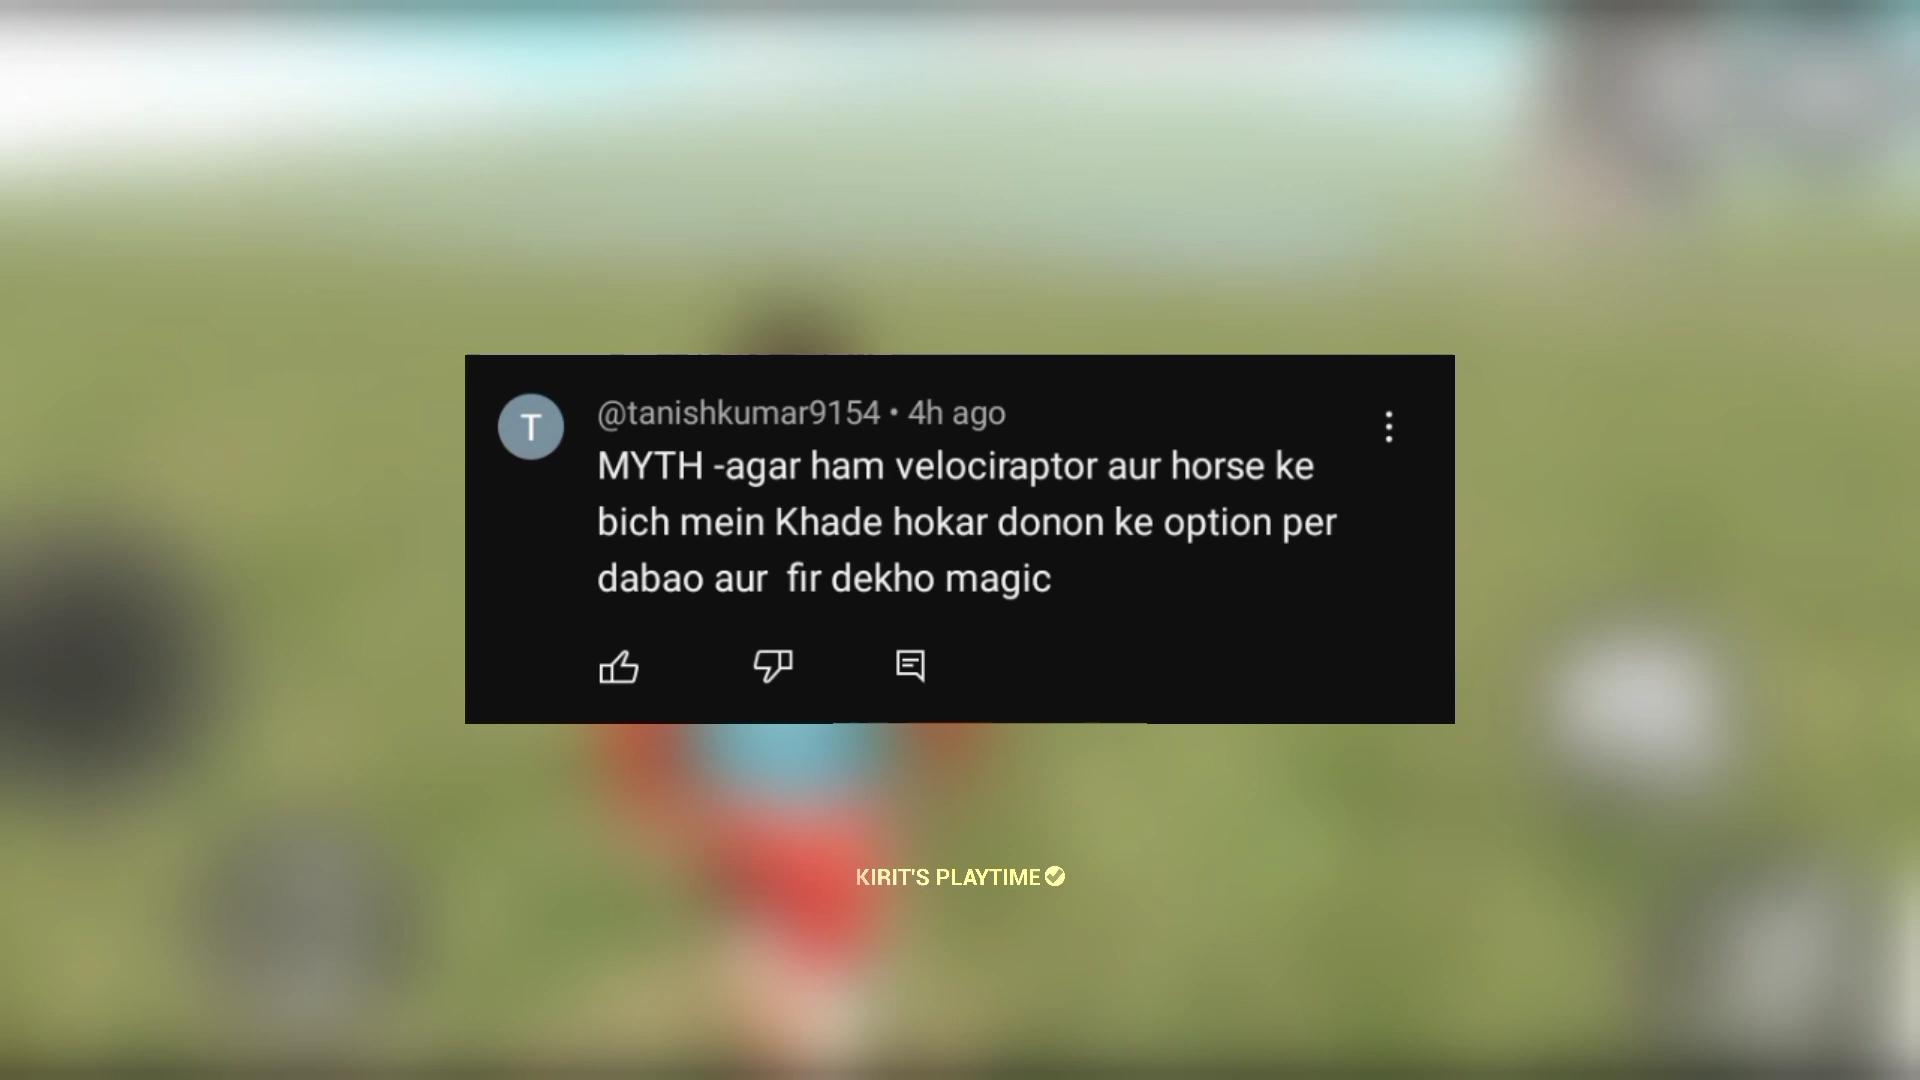 T
@tanishkumar9154 • 4h ago
MYTH -agar ham velociraptor aur horse ke
bich mein Khade hokar donon ke option per
dabao aur  fir dekho magic
KIRIT'S PLAYTIME